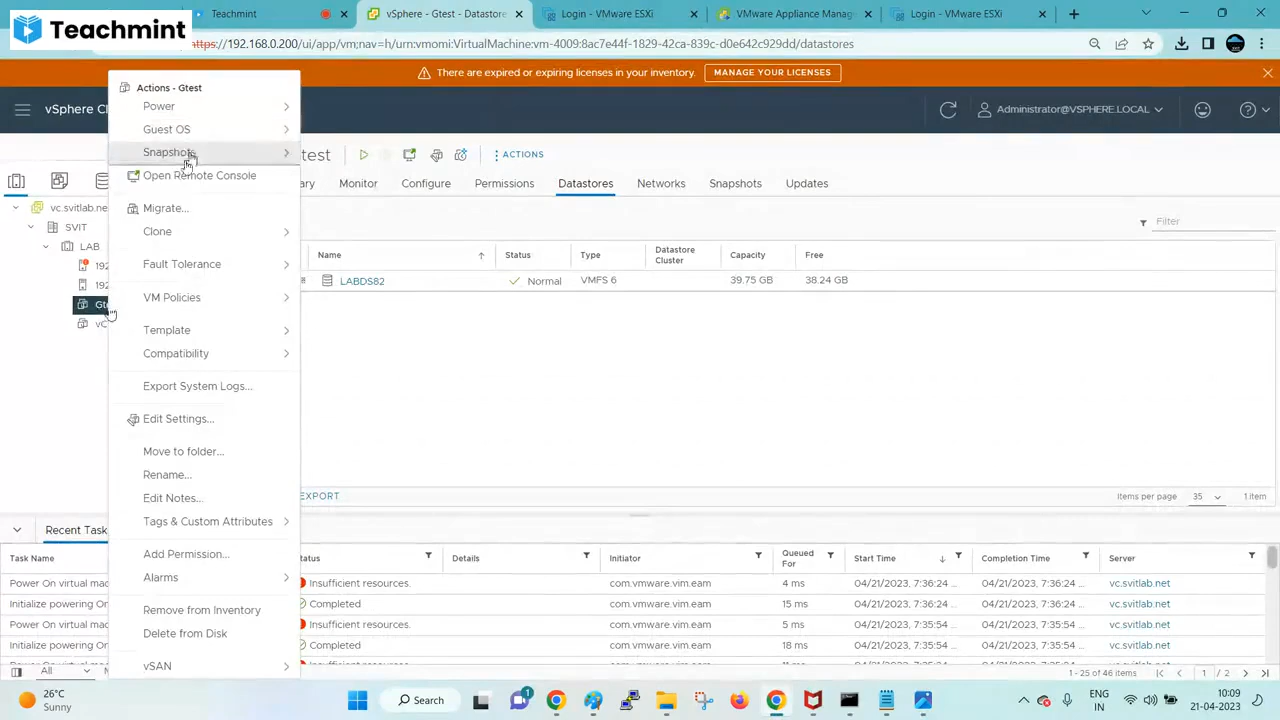 Teachmint
vSphere - Gtest - Datastore
Login - VMware ESXi
VMware Appliance Manag
Login - VMware ESXi
Teachmint
https://192.168.0.200/ui/app/vm;nav=h/urn:vmomi:VirtualMachine:vm-4009:8ac7e44f-1829-42ca-839c-d0e642c929dd/datastores
There are expired or expiring licenses in your inventory. MANAGE YOUR LICENSES
vSphere Cl
Administrator@VSPHERE.LOCAL
Actions - Gtest
Power
Guest OS
Snapshots
Open Remote Console
Migrate...
Clone
Fault Tolerance
VM Policies
Template
Compatibility
Export System Logs...
Edit Settings...
Move to folder...
Rename...
Edit Notes...
Tags & Custom Attributes
Add Permission...
Alarms
Remove from Inventory
Delete from Disk
vSAN
test ACTIONS
ary Monitor Configure Permissions Datastores Networks Snapshots Updates
vc.svitlab.ne
SVIT
LAB
192
192
Gte
vC
Filter
Name Status Type Datastore Cluster Capacity Free
LABDS82 Normal VMFS 6 39.75 GB 38.24 GB
EXPORT Items per page 35 1 item
Recent Task
Task Name tatus Details Initiator Queued For Start Time Completion Time Server
Power On virtual mac Insufficient resources. com.vmware.vim.eam 4 ms 04/21/2023, 7:36:24 ... 04/21/2023, 7:36:24 ... vc.svitlab.net
Initialize powering On Completed com.vmware.vim.eam 15 ms 04/21/2023, 7:36:24 ... 04/21/2023, 7:36:24 ... vc.svitlab.net
Power On virtual mac Insufficient resources. com.vmware.vim.eam 5 ms 04/21/2023, 7:35:54 ... 04/21/2023, 7:35:54 ... vc.svitlab.net
Initialize powering On Completed com.vmware.vim.eam 18 ms 04/21/2023, 7:35:54 ... 04/21/2023, 7:35:54 ... vc.svitlab.net
All M 1 - 25 of 46 items 1 / 2
26°C
Sunny
Search
1
ENG
IN
10:09
21-04-2023